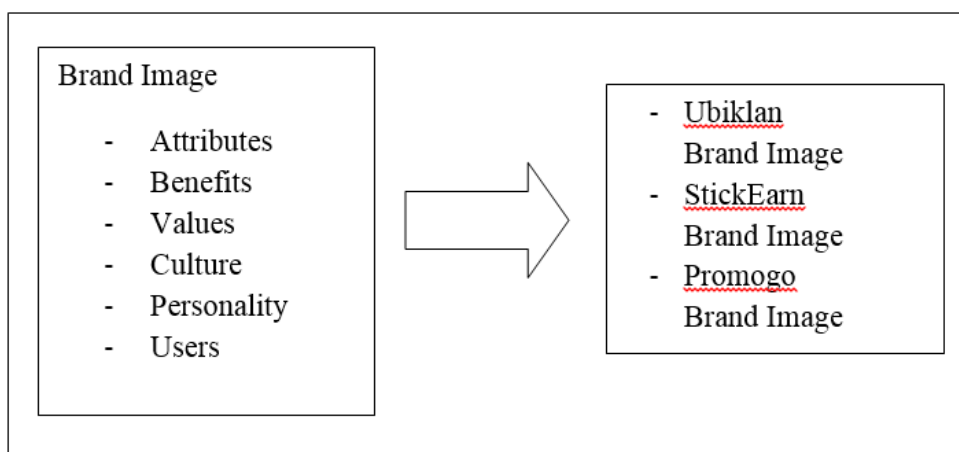 Brand Image
- Attributes
- Benefits
- Values
- Culture
- Personality
- Users
- Ubiklan
Brand Image
- StickEarn
Brand Image
- Promogo
Brand Image